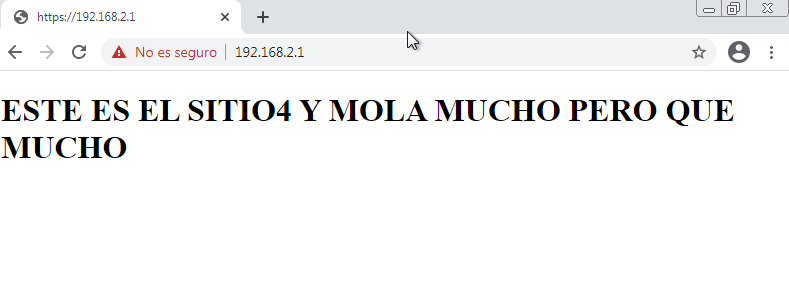 https://192.168.2.1
No es seguro | 192.168.2.1
ESTE ES EL SITIO4 Y MOLA MUCHO PERO QUE
MUCHO